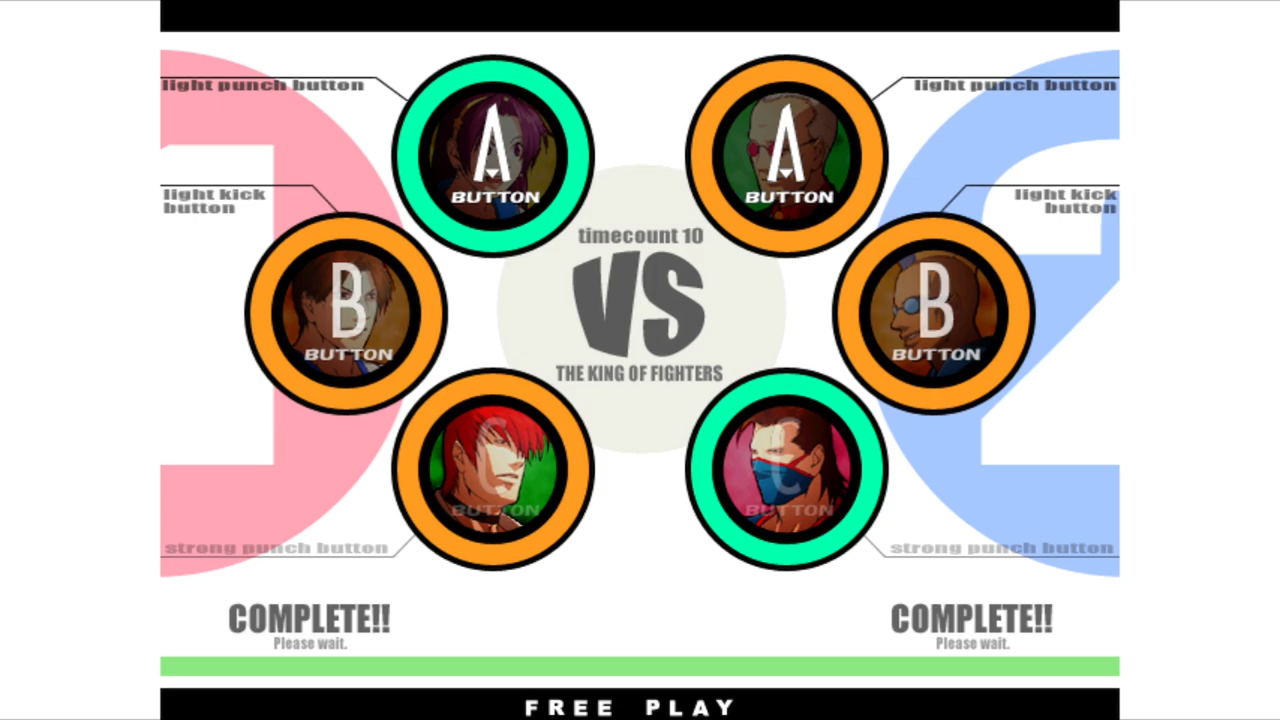 light punch button
A
BUTTON
A
BUTTON
light punch button
light kick
button
B
BUTTON
timecount 10
VS
THE KING OF FIGHTERS
light kick
button
B
BUTTON
C
BUTTON
C
BUTTON
strong punch button
strong punch button
1
2
COMPLETE!!
Please wait.
COMPLETE!!
Please wait.
FREE PLAY